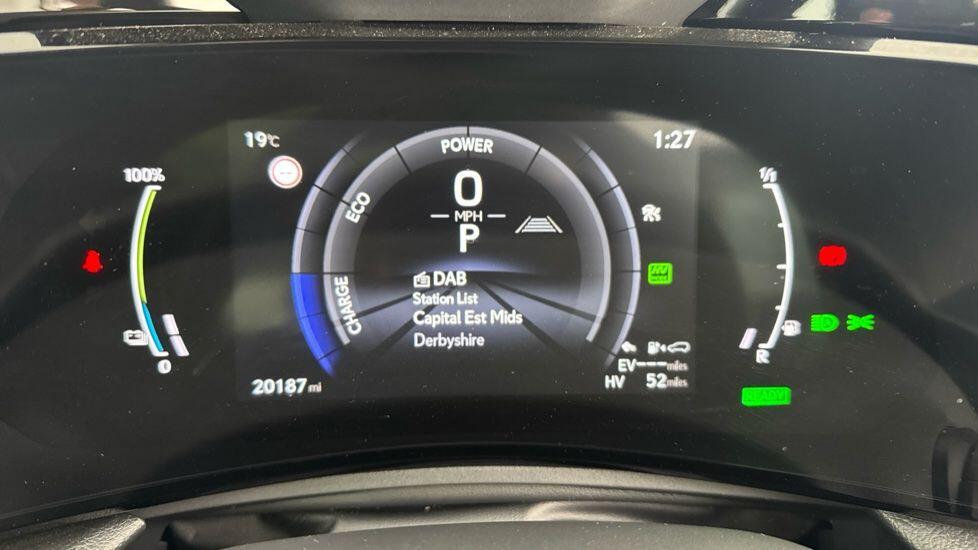 19°C
1:27
100%
POWER
1/1
0
ECO
MPH
P
DAB
CHARGE
Station List
Capital Est Mids
Derbyshire
EV --- miles
0
R
20187 mi
HV 52 miles
READY